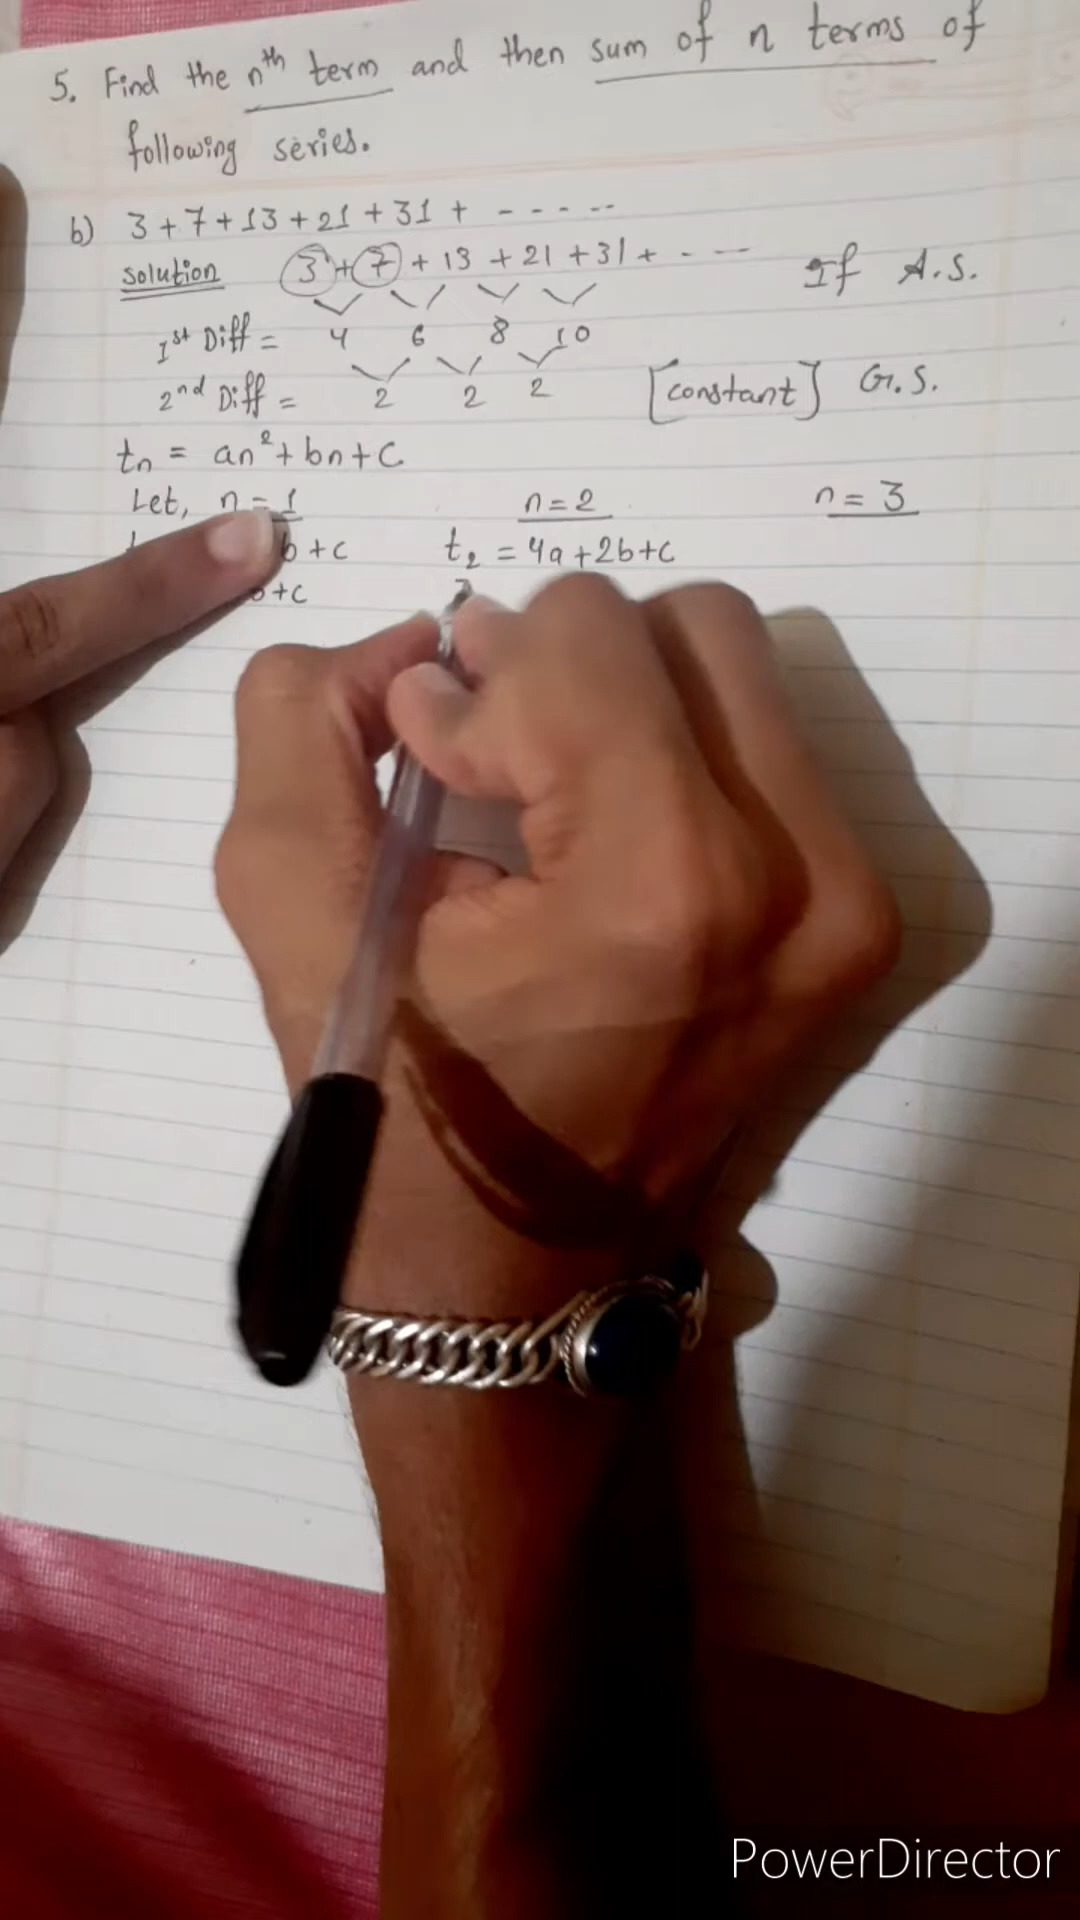 5. Find the nth term and then sum of n terms of
following series.
b) 3 + 7 + 13 + 21 + 31 + - - - - --
solution 3 + 7 + 13 + 21 + 31 + - - — If A.S.
1st Diff = 4 6 8 10
2nd Diff = 2 2 2 [constant] G.S.
tn = an² + bn + c
Let, n = 1 n = 2 n = 3
b + c t2 = 4a + 2b + c
+c 7
PowerDirector